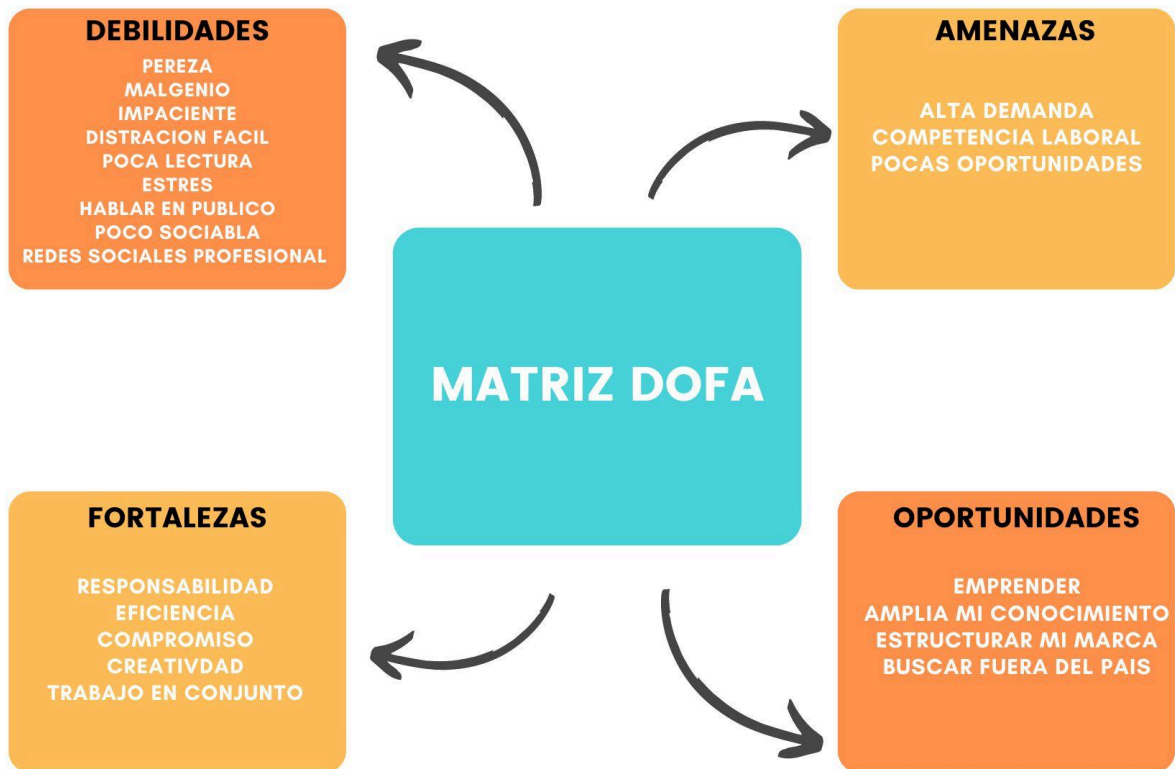 DEBILIDADES
PEREZA
MALGENIO
IMPACIENTE
DISTRACION FACIL
POCA LECTURA
ESTRES
HABLAR EN PUBLICO
POCO SOCIABLA
REDES SOCIALES PROFESIONAL
AMENAZAS
ALTA DEMANDA
COMPETENCIA LABORAL
POCAS OPORTUNIDADES
MATRIZ DOFA
FORTALEZAS
RESPONSABILIDAD
EFICIENCIA
COMPROMISO
CREATIVDAD
TRABAJO EN CONJUNTO
OPORTUNIDADES
EMPRENDER
AMPLIA MI CONOCIMIENTO
ESTRUCTURAR MI MARCA
BUSCAR FUERA DEL PAIS